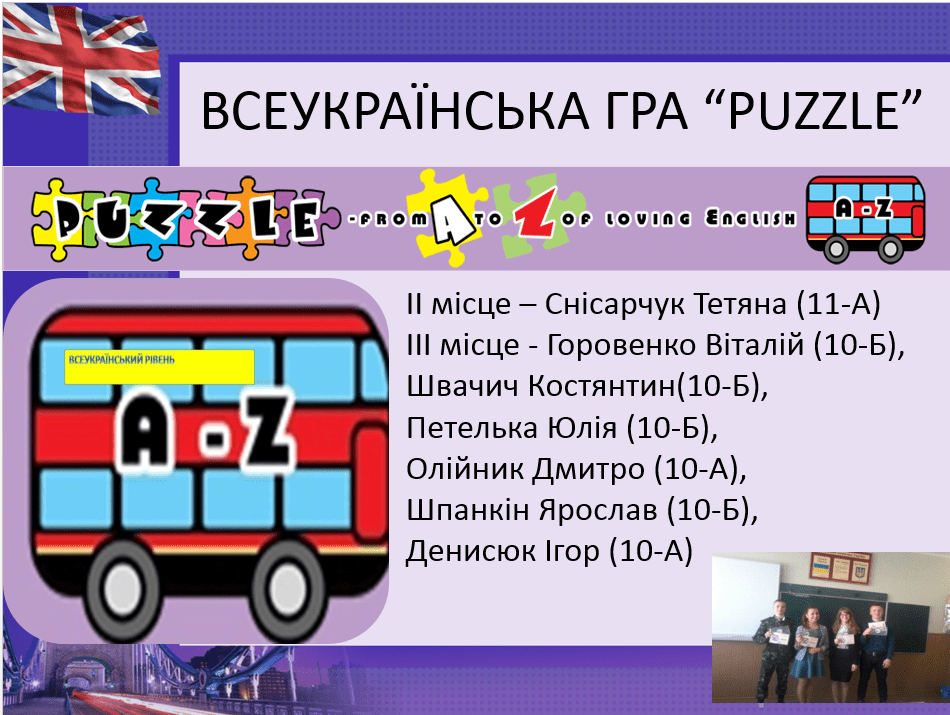 ВСЕУКРАЇНСЬКА ГРА “PUZZLE”
PUZZLE -FROM A TO Z OF LOVING ENGLISH A-Z
ВСЕУКРАЇНСЬКИЙ РІВЕНЬ
A-Z
ІІ місце – Снісарчук Тетяна (11-А)
ІІІ місце - Горовенко Віталій (10-Б),
Швачич Костянтин(10-Б),
Петелька Юлія (10-Б),
Олійник Дмитро (10-А),
Шпанкін Ярослав (10-Б),
Денисюк Ігор (10-А)